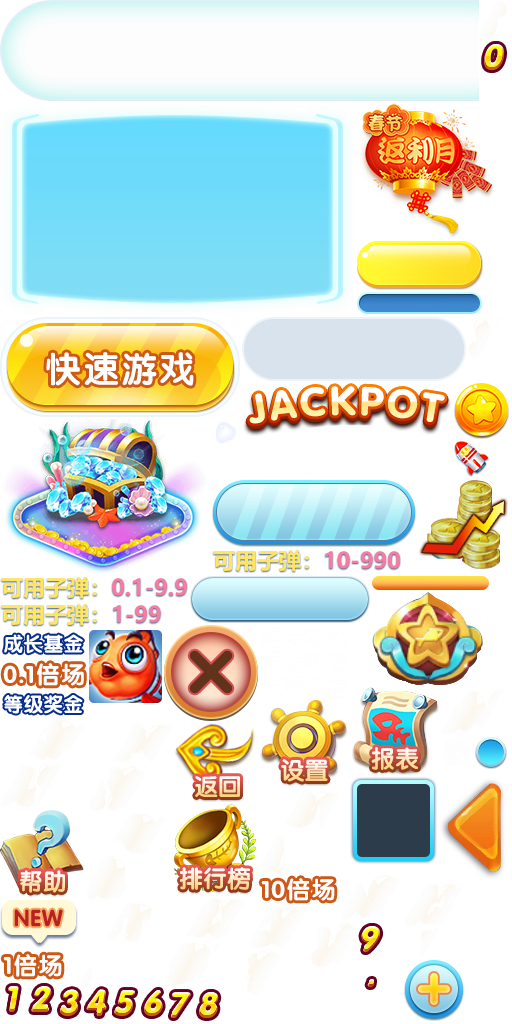 0
春节
返利月
快速游戏
JACKPOT
可用子弹：10-990
可用子弹：0.1-9.9
可用子弹：1-99
成长基金
0.1倍场
等级奖金
返回
设置
报表
帮助
排行榜
10倍场
NEW
9
1倍场
.
12345678